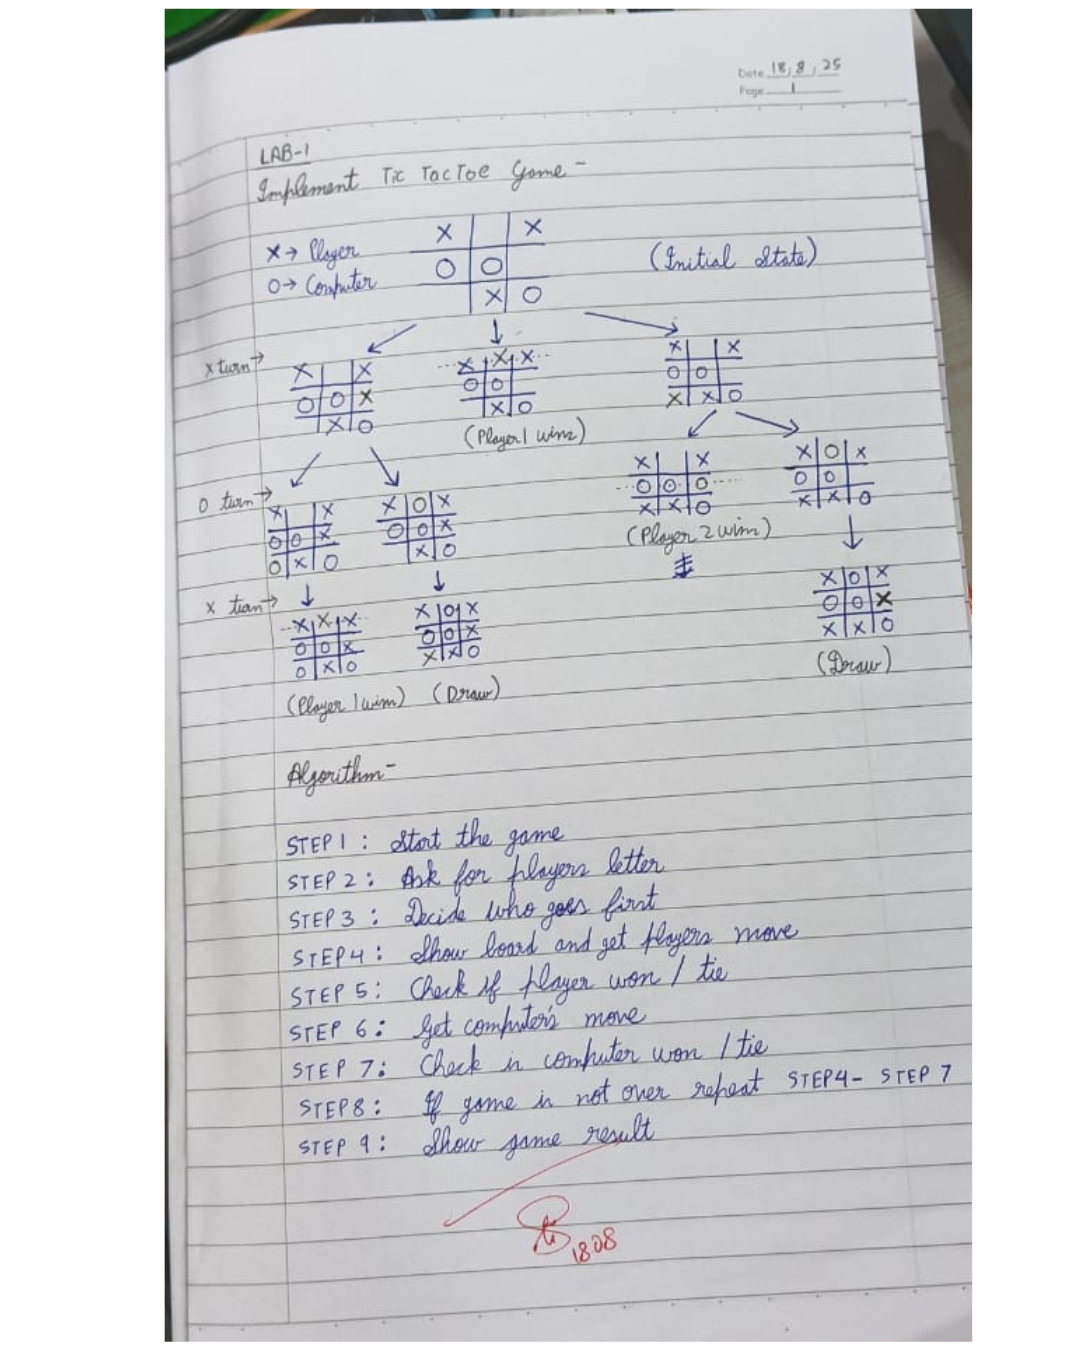 Date 18/8/25
Page 1
LAB-1
Implement Tic Tac Toe Game -
X → Player
O → Computer
X X
O O
X O
(Initial State)
X turn →
X X
O O X
X O
X X X
O O
X O
(Player 1 wins)
X X
O O
X X O
O turn →
X X
O O X
O X O
X O X
O O X
X O
X X
O O O
X X O
(Player 2 wim)
X O X
O O
X X O
X turn →
X X X
O O X
O X O
(Player 1 wim)
X O X
O O X
X X O
(Draw)
X O X
O O X
X X O
(Draw)
Algorithm -
STEP 1 : Start the game
STEP 2 : Ask for players letter
STEP 3 : Decide who goes first
STEP 4 : Show board and get players move
STEP 5 : Check if player won / tie
STEP 6 : Get computer's move
STEP 7 : Check is computer won / tie
STEP 8 : If game is not over repeat STEP 4 - STEP 7
STEP 9 : Show game result
18.08